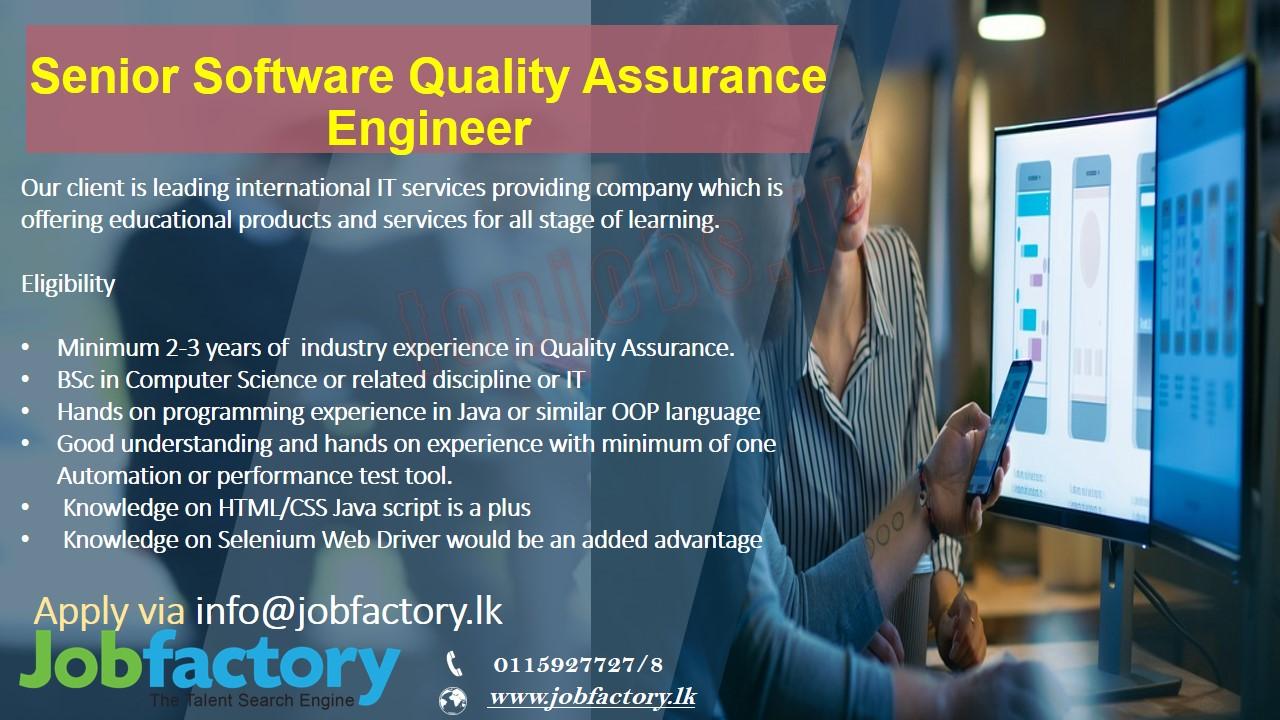 Senior Software Quality Assurance
Engineer
Our client is leading international IT services providing company which is
offering educational products and services for all stage of learning.
topjobs.lk
Eligibility
• Minimum 2-3 years of  industry experience in Quality Assurance.
• BSc in Computer Science or related discipline or IT
• Hands on programming experience in Java or similar OOP language
• Good understanding and hands on experience with minimum of one
Automation or performance test tool.
• Knowledge on HTML/CSS Java script is a plus
• Knowledge on Selenium Web Driver would be an added advantage
Apply via info@jobfactory.lk
Jobfactory
The Talent Search Engine
0115927727/8
www.jobfactory.lk